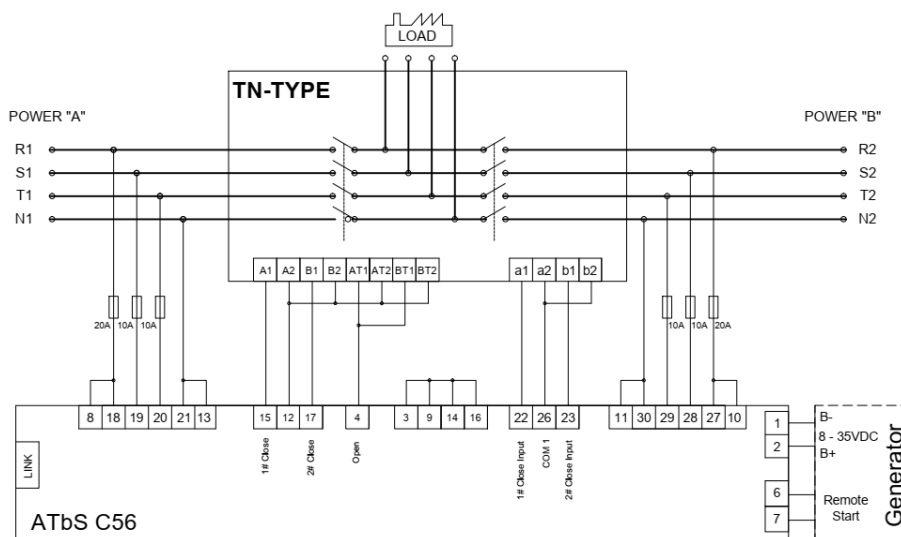 LOAD
TN-TYPE
POWER "A"
POWER "B"
R1
R2
S1
S2
T1
T2
N1
N2
A1 A2 B1 B2 AT1 AT2 BT1 BT2
a1 a2 b1 b2
20A 10A 10A
10A 10A 20A
8 18 19 20 21 13
15 12 17 4
3 9 14 16
22 26 23
11 30 29 28 27 10
1# Close
2# Close
Open
1# Close Input
COM 1
2# Close Input
1 B-
8 - 35VDC
2 B+
6 Remote
7 Start
Generator
LINK
ATbS C56